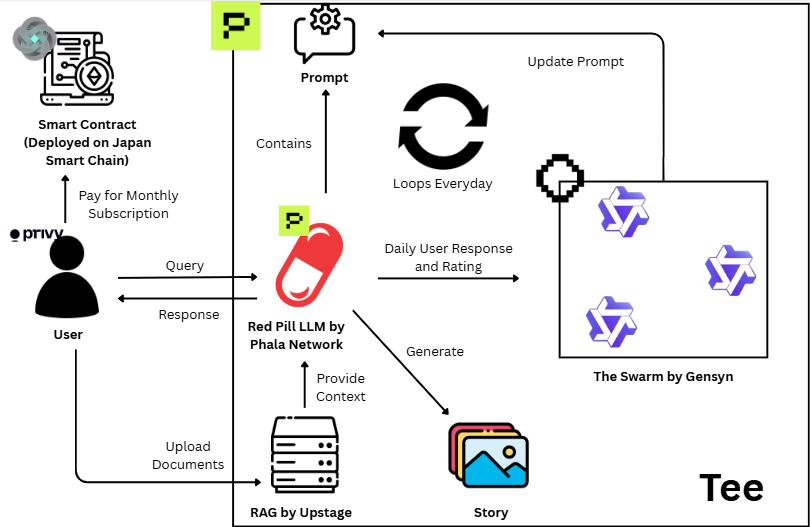 P
Prompt
Update Prompt
Smart Contract
(Deployed on Japan
Smart Chain)
Contains
Loops Everyday
Pay for Monthly
Subscription
privy
P
Query
Daily User Response
and Rating
Response
User
Red Pill LLM by
Phala Network
Generate
The Swarm by Gensyn
Provide
Context
Upload
Documents
Tee
RAG by Upstage
Story